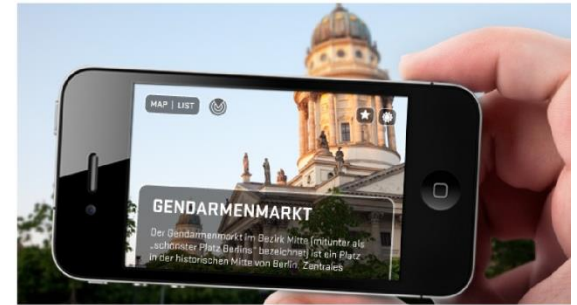 MAP | LIST
GENDARMENMARKT
Der Gendarmenmarkt im Bezirk Mitte (mitunter als
„schönster Platz Berlins“ bezeichnet) ist ein Platz
in der historischen Mitte von Berlin. Zentrales